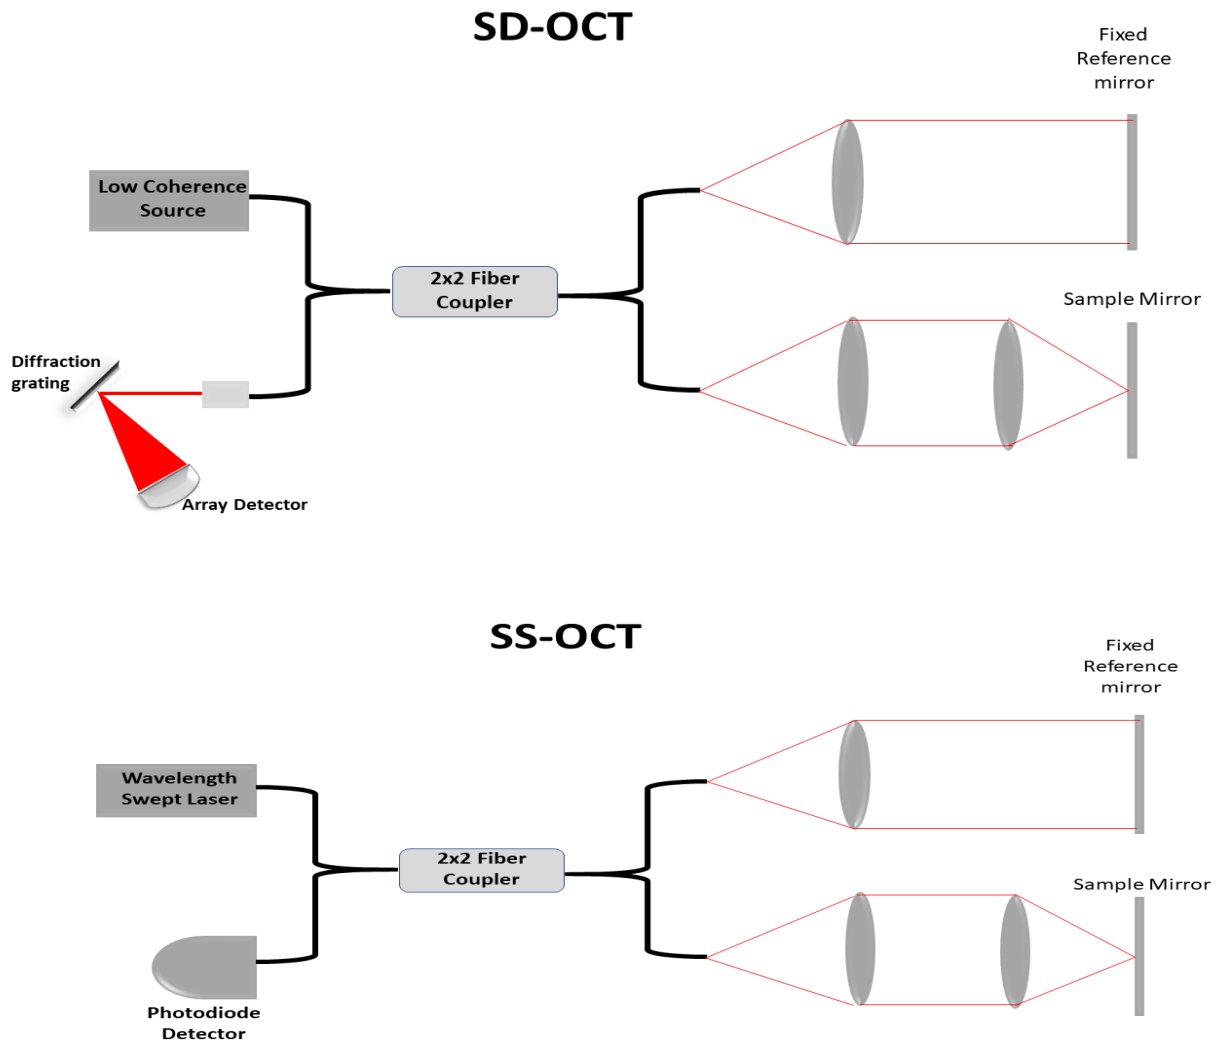 SD-OCT
Fixed
Reference
mirror
Low Coherence
Source
2x2 Fiber
Coupler
Sample Mirror
Diffraction
grating
Array Detector
SS-OCT
Fixed
Reference
mirror
Wavelength
Swept Laser
2x2 Fiber
Coupler
Sample Mirror
Photodiode
Detector